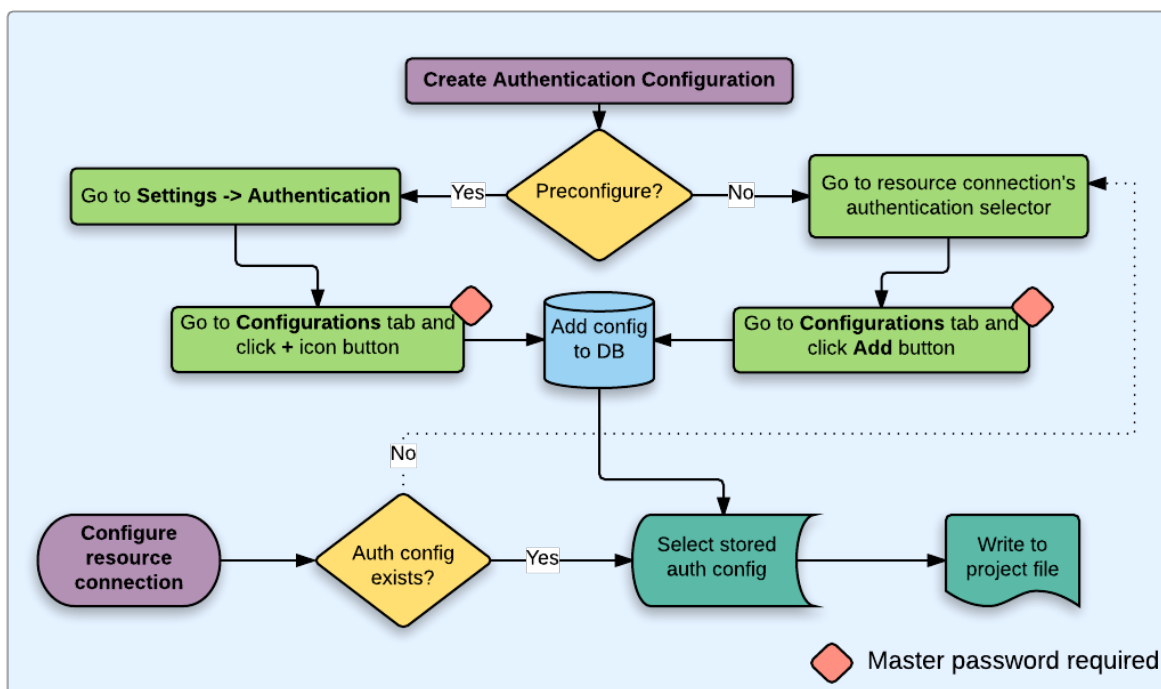 Create Authentication Configuration
Preconfigure?
Yes
No
Go to Settings -> Authentication
Go to resource connection's
authentication selector
Go to Configurations tab and
click + icon button
Add config
to DB
Go to Configurations tab and
click Add button
No
Configure
resource
connection
Auth config
exists?
Yes
Select stored
auth config
Write to
project file
Master password required